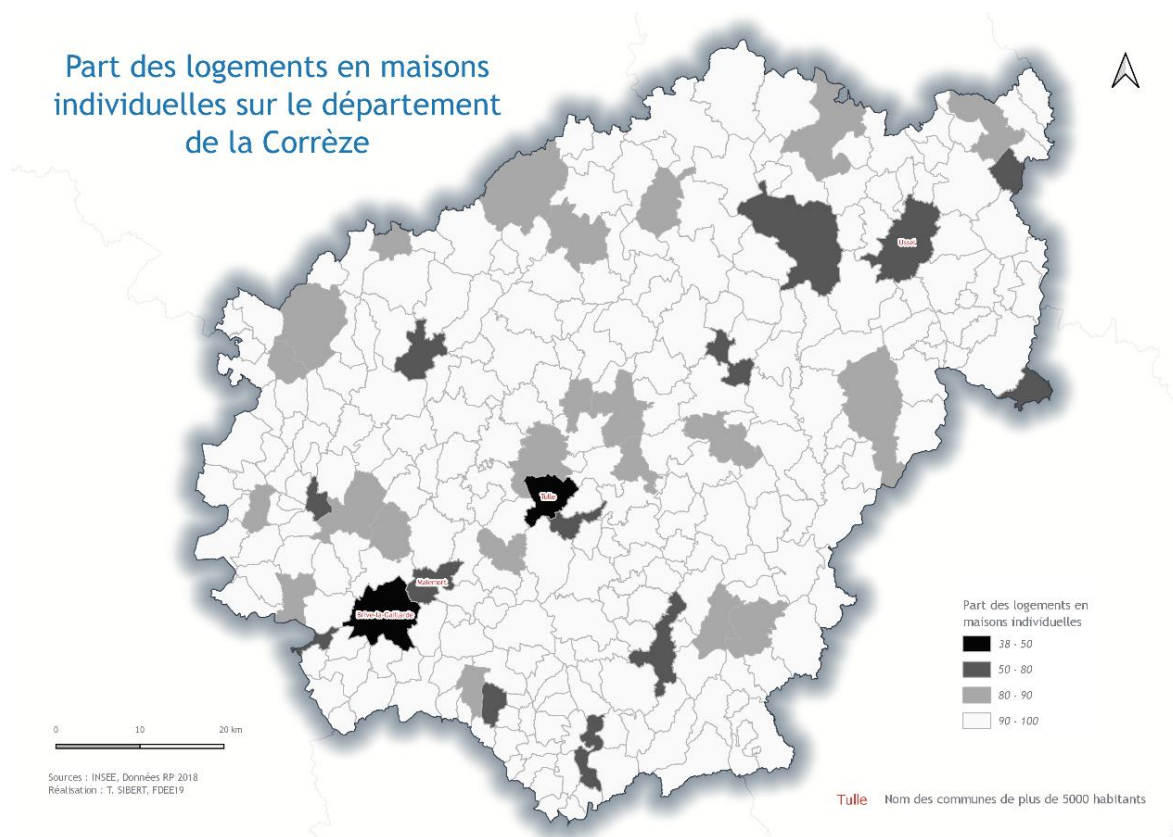 Part des logements en maisons
individuelles sur le département
de la Corrèze
Ussel
Tulle
Malemort
Brive-la-Gaillarde
Part des logements en
maisons individuelles
38 - 50
50 - 80
80 - 90
90 - 100
0 10 20 km
Sources : INSEE, Données RP 2018
Réalisation : T. SIBERT, FDEE19
Tulle Nom des communes de plus de 5000 habitants